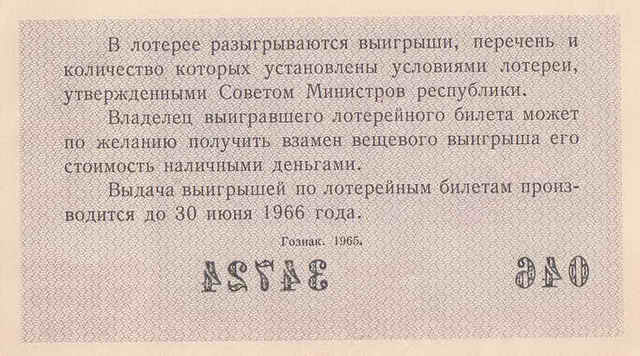 В лотерее разыгрываются выигрыши, перечень и
количество которых установлены условиями лотереи,
утвержденными Советом Министров республики.
Владелец выигравшего лотерейного билета может
по желанию получить взамен вещевого выигрыша его
стоимость наличными деньгами.
Выдача выигрышей по лотерейным билетам произ-
водится до 30 июня 1966 года.
Гознак. 1965.